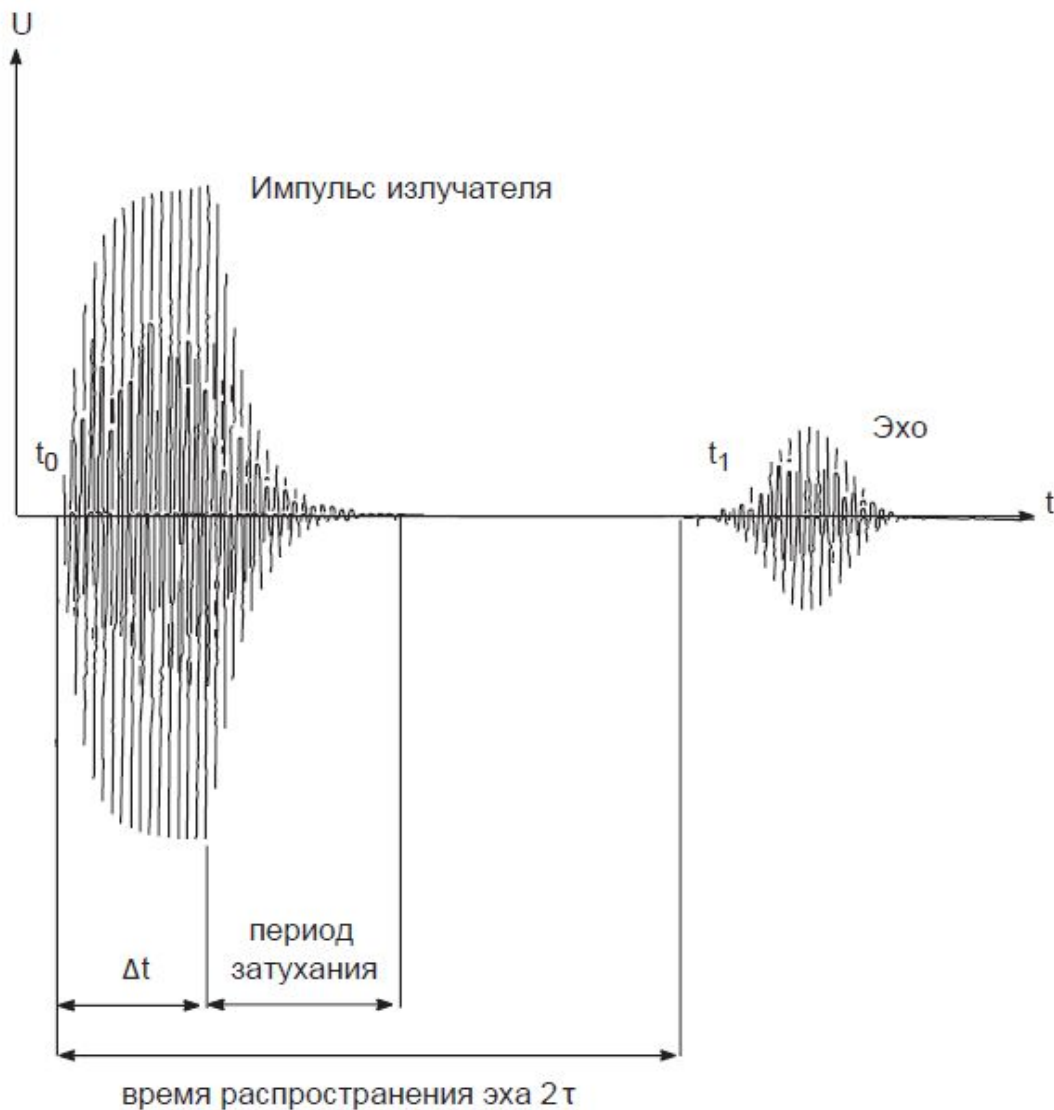 U
Импульс излучателя
t₀
t₁
Эхо
t
Δt
период
затухания
время распространения эха 2τ